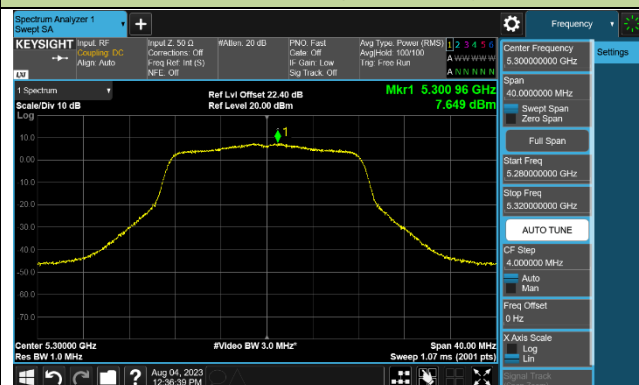 Spectrum Analyzer 1
Swept SA
Frequency
KEYSIGHT
Input: RF
Coupling: DC
Align: Auto
Input Z: 50 Ω
Corrections: Off
Freq Ref: Int (S)
NFE: Off
#Atten: 20 dB
PNO: Fast
Gate: Off
IF Gain: Low
Sig Track: Off
Avg Type: Power (RMS)
Avg|Hold: 100/100
Trig: Free Run
1 2 3 4 5 6
A W W W W W
A N N N N N
LXI
Center Frequency
5.300000000 GHz
Settings
Span
40.0000000 MHz
Swept Span
Zero Span
Full Span
Start Freq
5.280000000 GHz
Stop Freq
5.320000000 GHz
AUTO TUNE
CF Step
4.000000 MHz
Auto
Man
Freq Offset
0 Hz
X Axis Scale
Log
Lin
Signal Track
1 Spectrum
Scale/Div 10 dB
Log
Ref Lvl Offset 22.40 dB
Ref Level 20.00 dBm
Mkr1 5.300 96 GHz
7.649 dBm
1
10.0
0.00
-10.0
-20.0
-30.0
-40.0
-50.0
-60.0
-70.0
Center 5.30000 GHz
Res BW 1.0 MHz
#Video BW 3.0 MHz*
Span 40.00 MHz
Sweep 1.07 ms (2001 pts)
Aug 04, 2023
12:36:39 PM